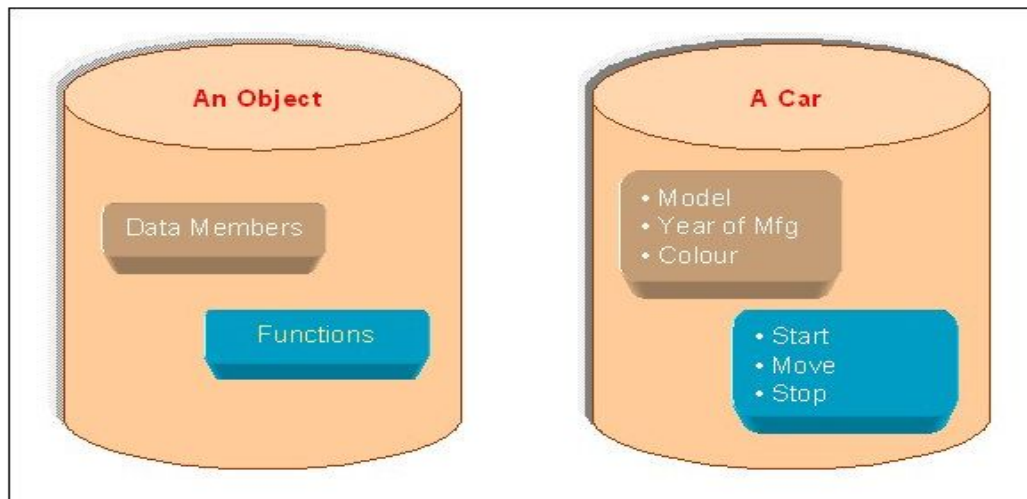 An Object
Data Members
Functions
A Car
• Model
• Year of Mfg
• Colour
• Start
• Move
• Stop